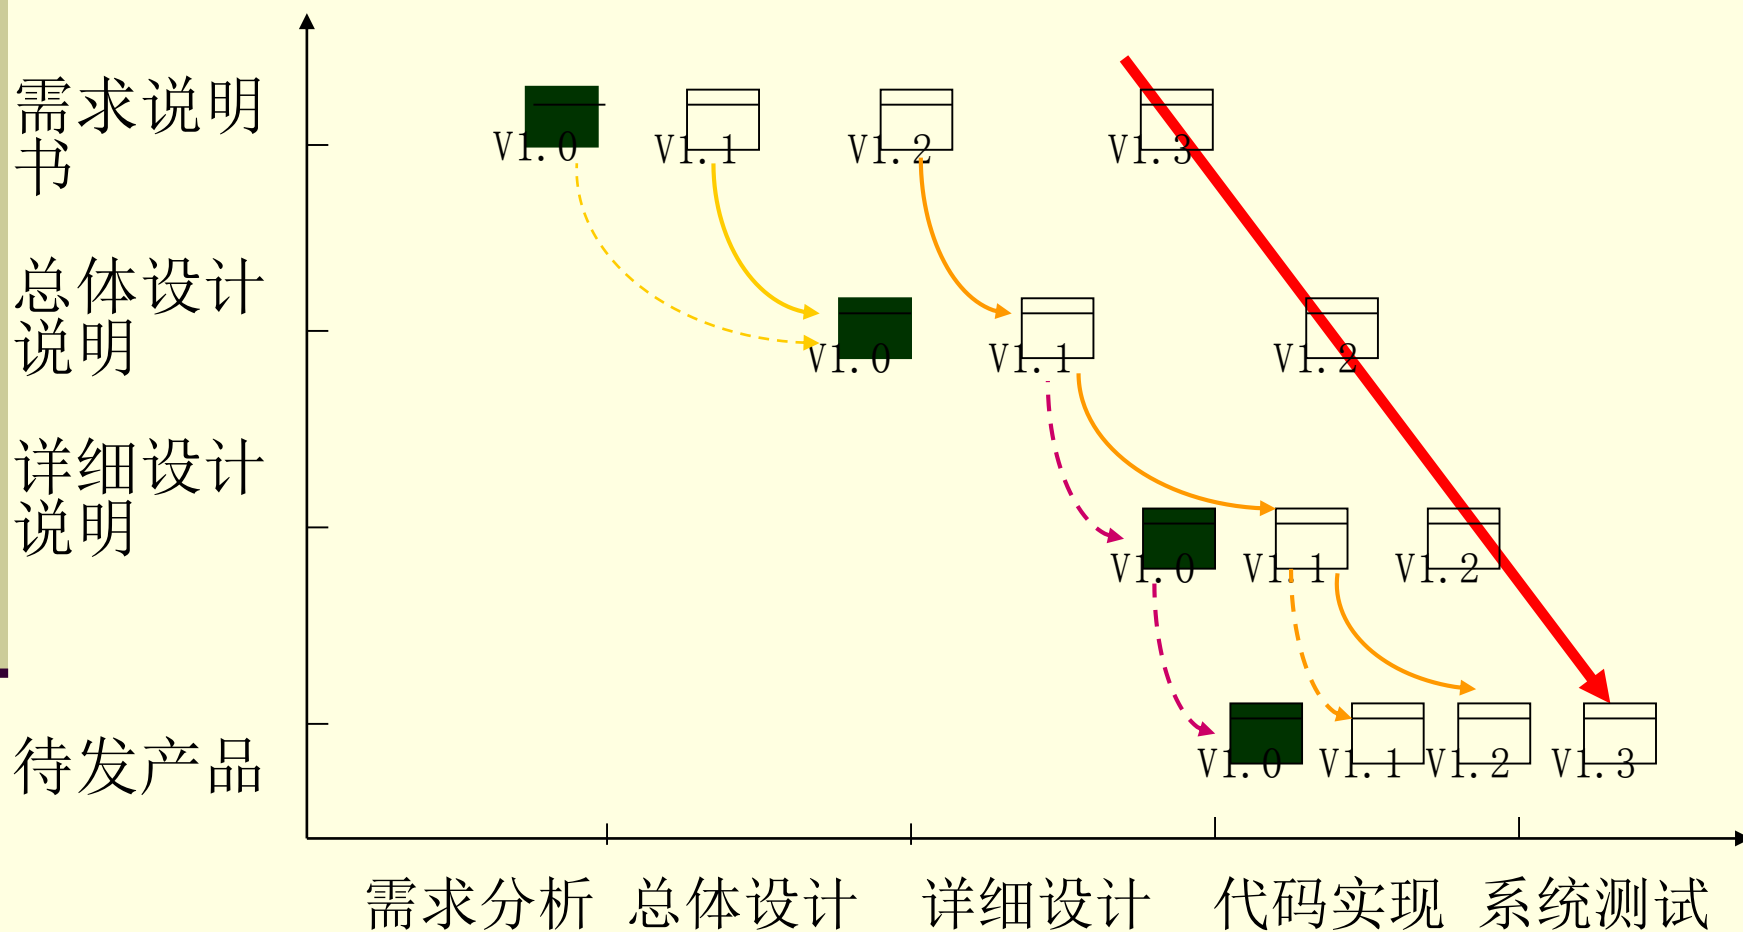 需求说明
书
V1.0
V1.1
V1.2
V1.3
总体设计
说明
V1.0
V1.1
V1.2
详细设计
说明
V1.0
V1.1
V1.2
待发产品
V1.0
V1.1
V1.2
V1.3
需求分析
总体设计
详细设计
代码实现
系统测试